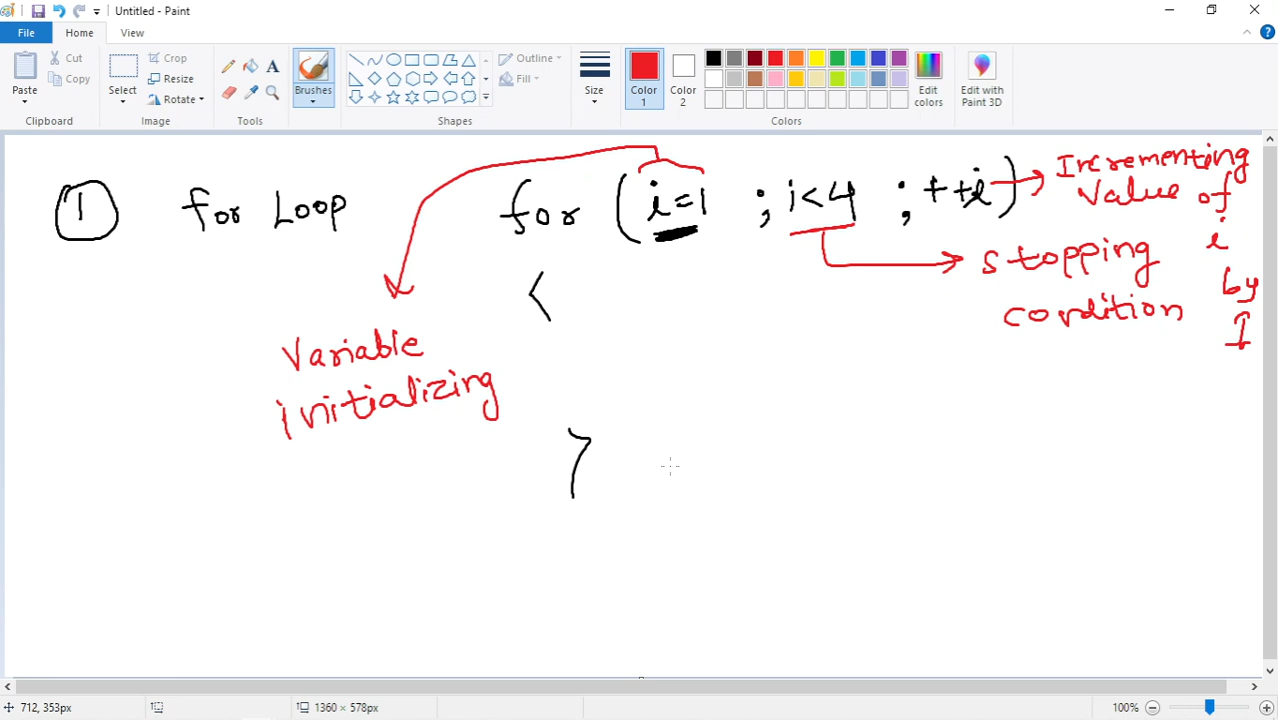 Untitled - Paint
File Home View
Paste Cut Copy Clipboard
Select Crop Resize Rotate Image
Tools
Brushes
Outline Fill Shapes
Size
Color 1 Color 2 Edit colors Edit with Paint 3D Colors
1 for Loop for (i=1 ; i<4 ; ++i)
Incrementing
Value of
i
by
1
stopping
condition
<
Variable
initializing
>
712, 353px 1360 × 578px 100%